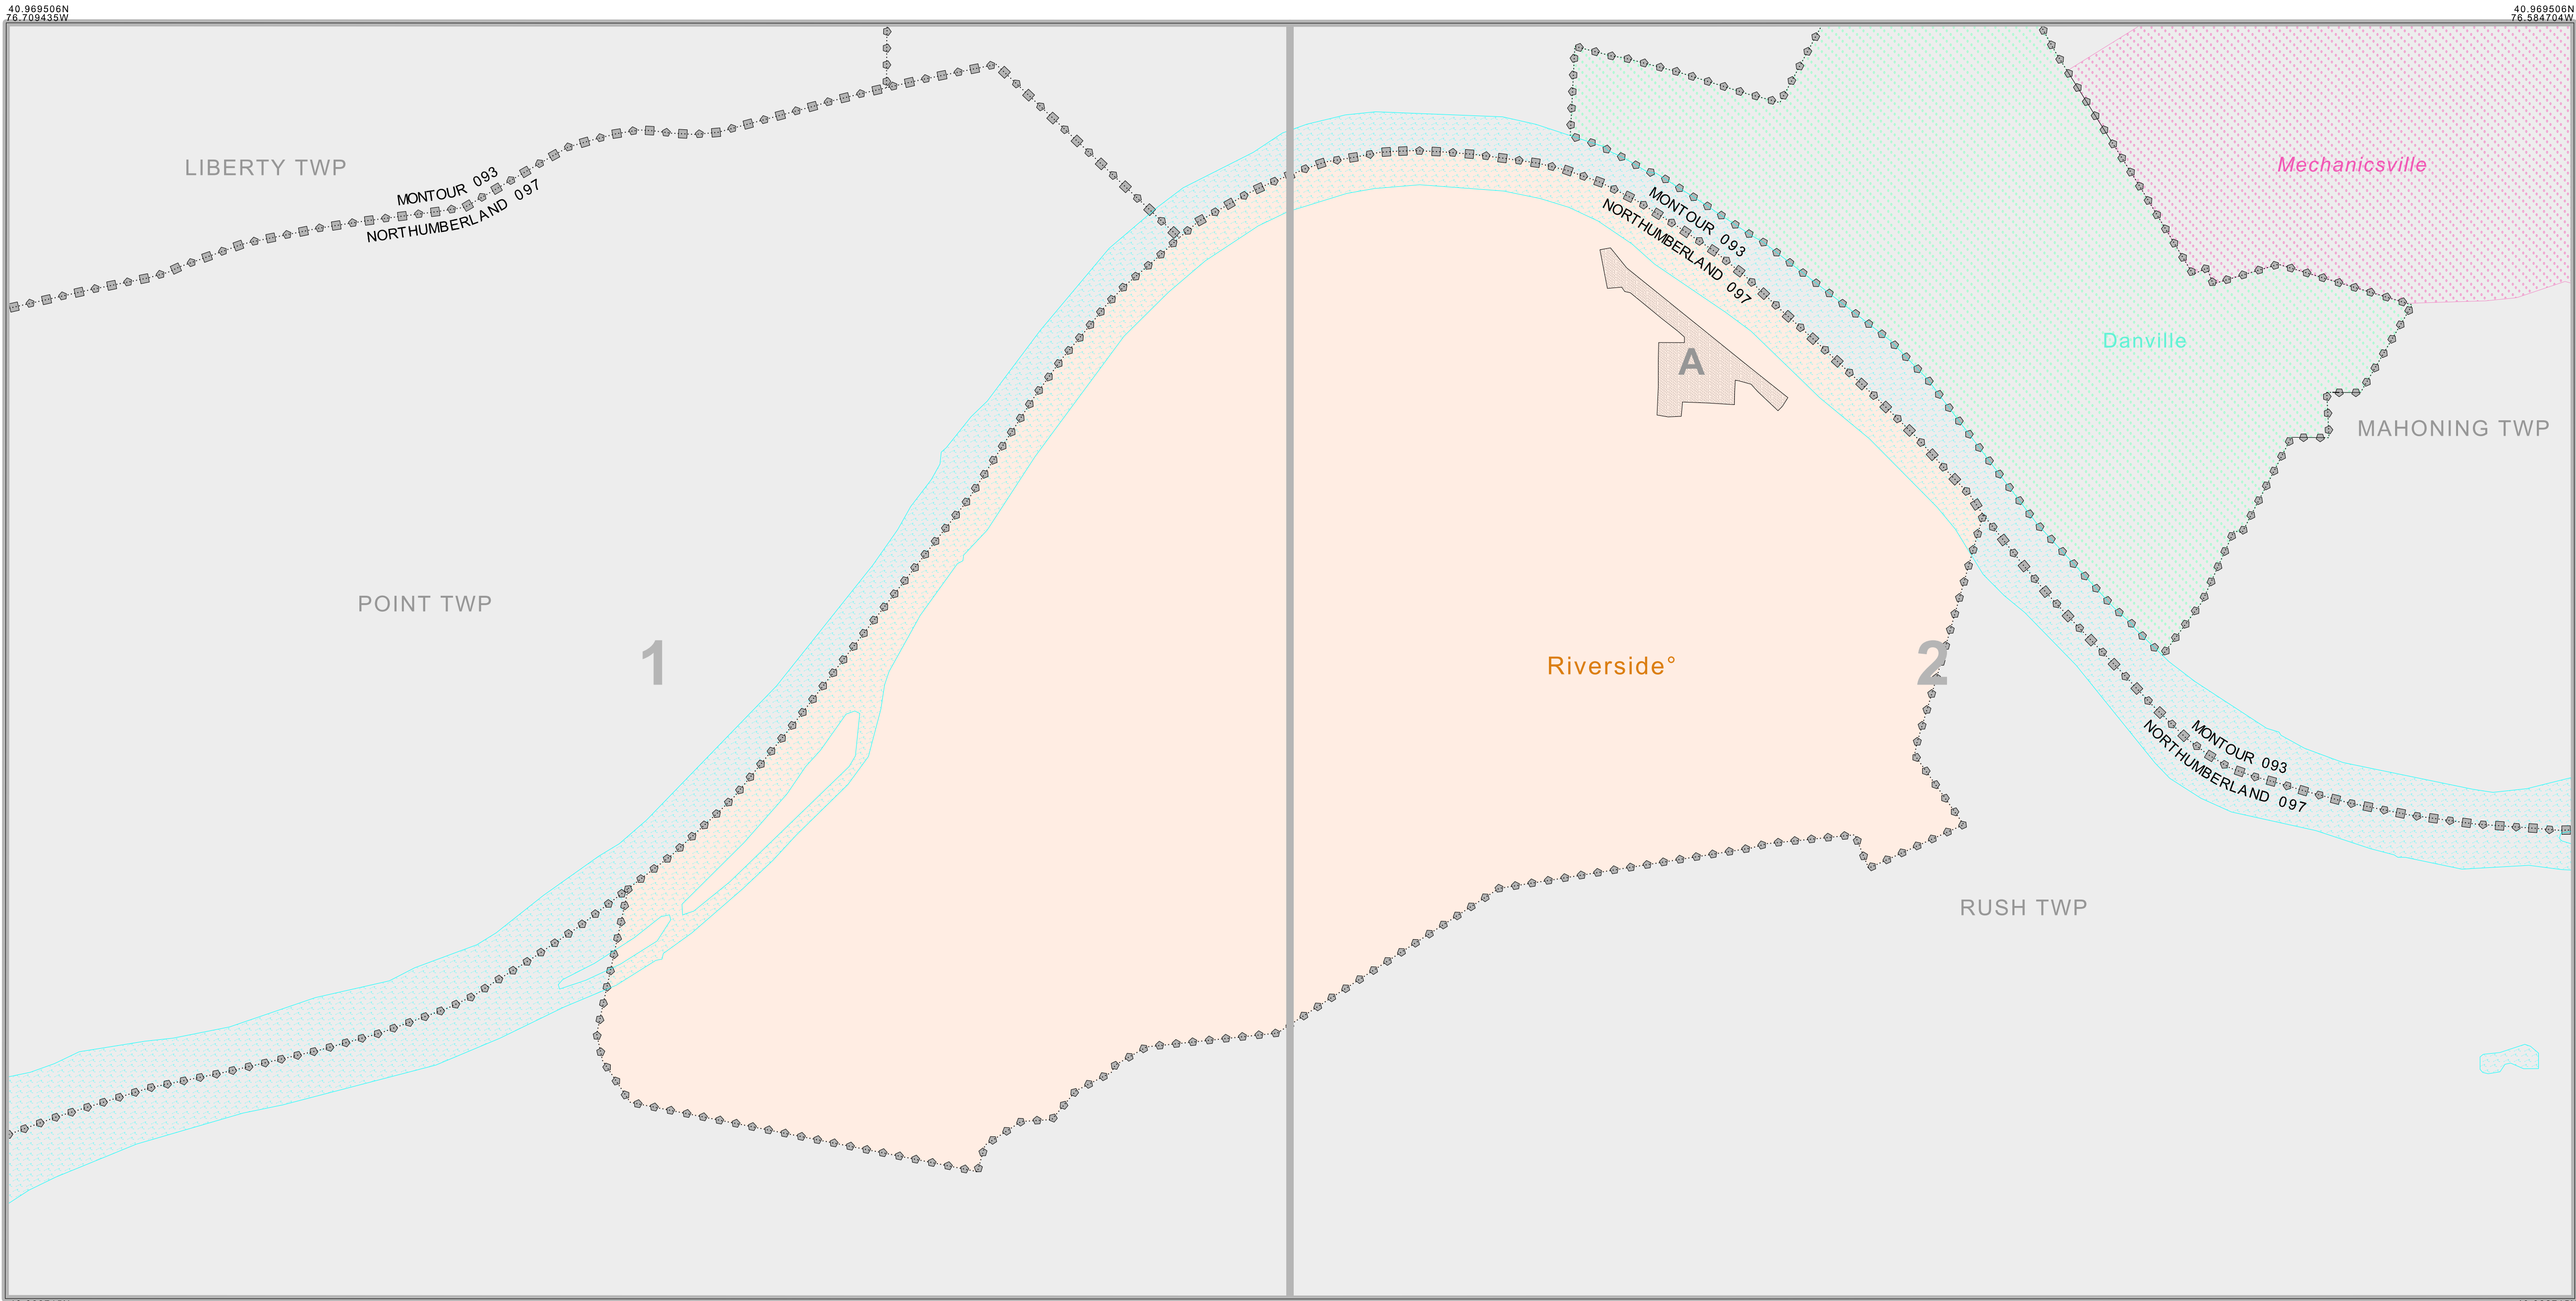 40.969506N
76.709435W
40.969506N
76.584704W
LIBERTY TWP
MONTOUR 093
NORTHUMBERLAND 097
Mechanicsville
MONTOUR 093
NORTHUMBERLAND 097
Danville
A
MAHONING TWP
POINT TWP
1
Riverside°
2
MONTOUR 093
NORTHUMBERLAND 097
RUSH TWP